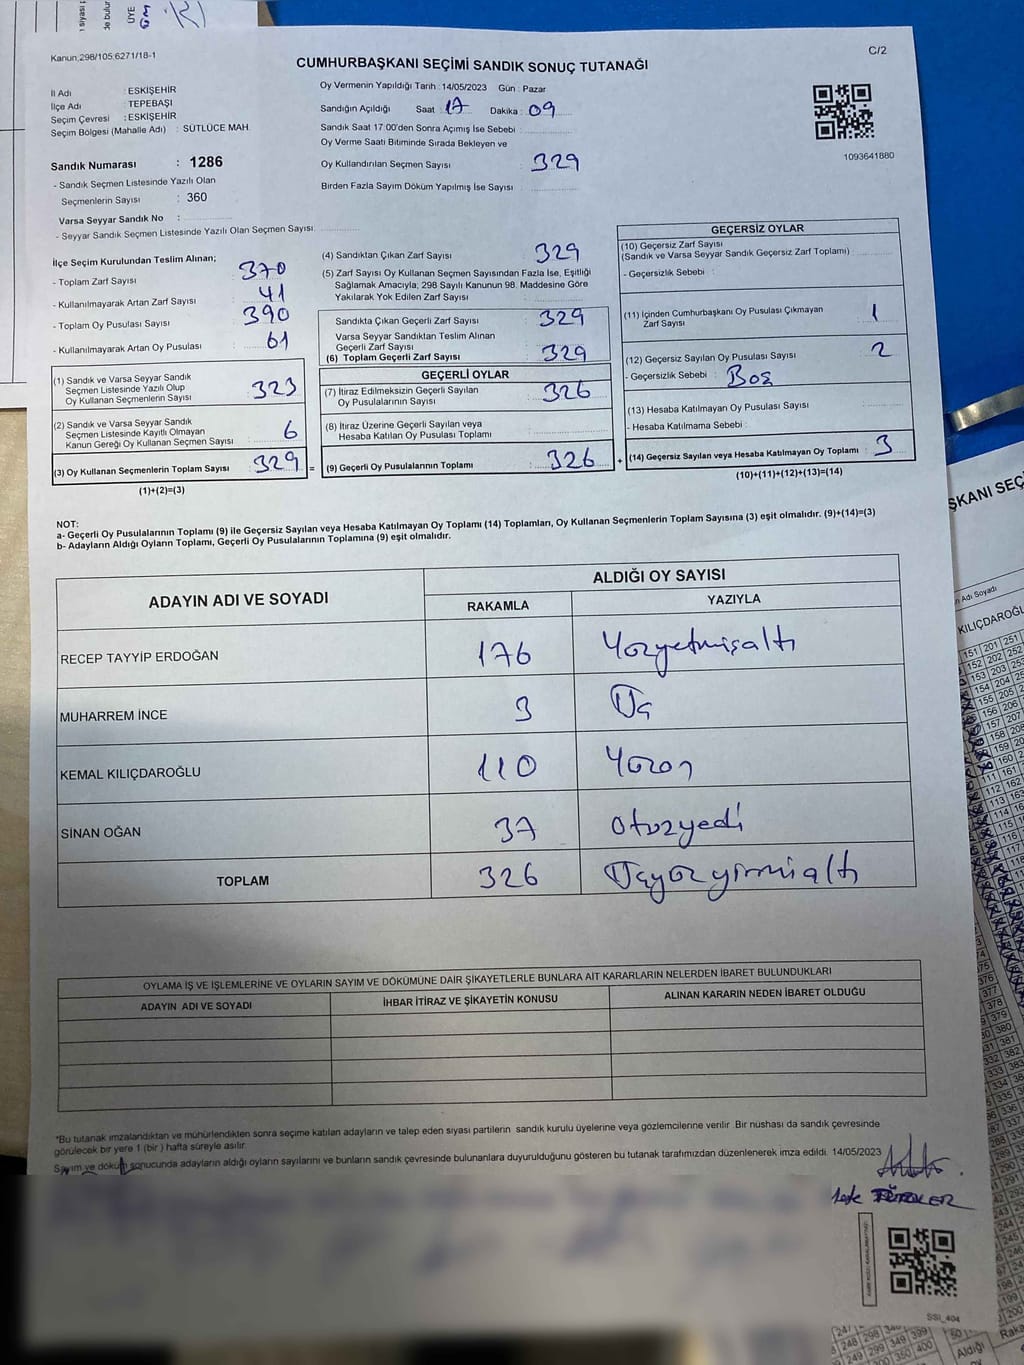 siyasi
de bulun
ÜYE
Kanun:298/105;6271/18-1
C/2
CUMHURBAŞKANI SEÇİMİ SANDIK SONUÇ TUTANAĞI
İl Adı : ESKİŞEHİR
İlçe Adı : TEPEBAŞI
Seçim Çevresi : ESKİŞEHİR
Seçim Bölgesi (Mahalle Adı) : SÜTLÜCE MAH.
Sandık Numarası : 1286
- Sandık Seçmen Listesinde Yazılı Olan
Seçmenlerin Sayısı : 360
Varsa Seyyar Sandık No :
- Seyyar Sandık Seçmen Listesinde Yazılı Olan Seçmen Sayısı:
Oy Vermenin Yapıldığı Tarih : 14/05/2023 Gün : Pazar
Sandığın Açıldığı Saat : 17 Dakika : 09
Sandık Saat 17:00'den Sonra Açımış İse Sebebi :
Oy Verme Saati Bitiminde Sırada Bekleyen ve
Oy Kullandırılan Seçmen Sayısı : 329
Birden Fazla Sayım Döküm Yapılmış İse Sayısı :
1093641880
İlçe Seçim Kurulundan Teslim Alınan;
- Toplam Zarf Sayısı : 370
- Kullanılmayarak Artan Zarf Sayısı : 41
- Toplam Oy Pusulası Sayısı : 390
- Kullanılmayarak Artan Oy Pusulası : 61
(1) Sandık ve Varsa Seyyar Sandık
Seçmen Listesinde Yazılı Olup
Oy Kullanan Seçmenlerin Sayısı : 323
(2) Sandık ve Varsa Seyyar Sandık
Seçmen Listesinde Kayıtlı Olmayan
Kanun Gereği Oy Kullanan Seçmen Sayısı : 6
(3) Oy Kullanan Seçmenlerin Toplam Sayısı : 329 =
(1)+(2)=(3)
(4) Sandıktan Çıkan Zarf Sayısı : 329
(5) Zarf Sayısı Oy Kullanan Seçmen Sayısından Fazla İse, Eşitliği
Sağlamak Amacıyla; 298 Sayılı Kanunun 98. Maddesine Göre
Yakılarak Yok Edilen Zarf Sayısı :
Sandıkta Çıkan Geçerli Zarf Sayısı : 329
Varsa Seyyar Sandıktan Teslim Alınan
Geçerli Zarf Sayısı :
(6) Toplam Geçerli Zarf Sayısı : 329
GEÇERLİ OYLAR
(7) İtiraz Edilmeksizin Geçerli Sayılan
Oy Pusulalarının Sayısı : 326
(8) İtiraz Üzerine Geçerli Sayılan veya
Hesaba Katılan Oy Pusulası Toplamı :
(9) Geçerli Oy Pusulalarının Toplamı : 326 +
GEÇERSİZ OYLAR
(10) Geçersiz Zarf Sayısı
(Sandık ve Varsa Seyyar Sandık Geçersiz Zarf Toplamı) :
- Geçersizlik Sebebi :
(11) İçinden Cumhurbaşkanı Oy Pusulası Çıkmayan
Zarf Sayısı : 1
(12) Geçersiz Sayılan Oy Pusulası Sayısı : 2
- Geçersizlik Sebebi : Boş
(13) Hesaba Katılmayan Oy Pusulası Sayısı :
- Hesaba Katılmama Sebebi :
(14) Geçersiz Sayılan veya Hesaba Katılmayan Oy Toplamı : 3
(10)+(11)+(12)+(13)=(14)
NOT:
a- Geçerli Oy Pusulalarının Toplamı (9) ile Geçersiz Sayılan veya Hesaba Katılmayan Oy Toplamı (14) Toplamları, Oy Kullanan Seçmenlerin Toplam Sayısına (3) eşit olmalıdır. (9)+(14)=(3)
b- Adayların Aldığı Oyların Toplamı, Geçerli Oy Pusulalarının Toplamına (9) eşit olmalıdır.
ADAYIN ADI VE SOYADI ALDIĞI OY SAYISI
RAKAMLA YAZIYLA
RECEP TAYYİP ERDOĞAN 176 Yüzyetmişaltı
MUHARREM İNCE 3 Üç
KEMAL KILIÇDAROĞLU 110 Yüzon
SİNAN OĞAN 37 Otuzyedi
TOPLAM 326 Üçyüzyirmialtı
OYLAMA İŞ VE İŞLEMLERİNE VE OYLARIN SAYIM VE DÖKÜMÜNE DAİR ŞİKAYETLERLE BUNLARA AİT KARARLARIN NELERDEN İBARET BULUNDUKLARI
ADAYIN ADI VE SOYADI İHBAR İTİRAZ VE ŞİKAYETİN KONUSU ALINAN KARARIN NEDEN İBARET OLDUĞU
*Bu tutanak imzalandıktan ve mühürlendikten sonra seçime katılan adayların ve talep eden siyasi partilerin sandık kurulu üyelerine veya gözlemcilerine verilir. Bir nüshası da sandık çevresinde
görülecek bir yere 1 (bir) hafta süreyle asılır.
Sayım ve döküm sonucunda adayların aldığı oyların sayılarını ve bunların sandık çevresinde bulunanlara duyurulduğunu gösteren bu tutanak tarafımızdan düzenlenerek imza edildi. 14/05/2023
SSI_404